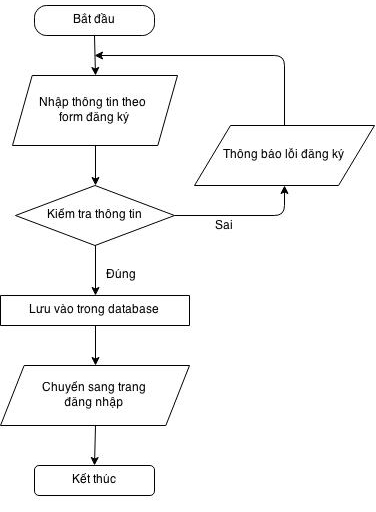 Bắt đầu
Nhập thông tin theo
form đăng ký
Thông báo lỗi đăng ký
Kiểm tra thông tin
Sai
Đúng
Lưu vào trong database
Chuyển sang trang
đăng nhập
Kết thúc